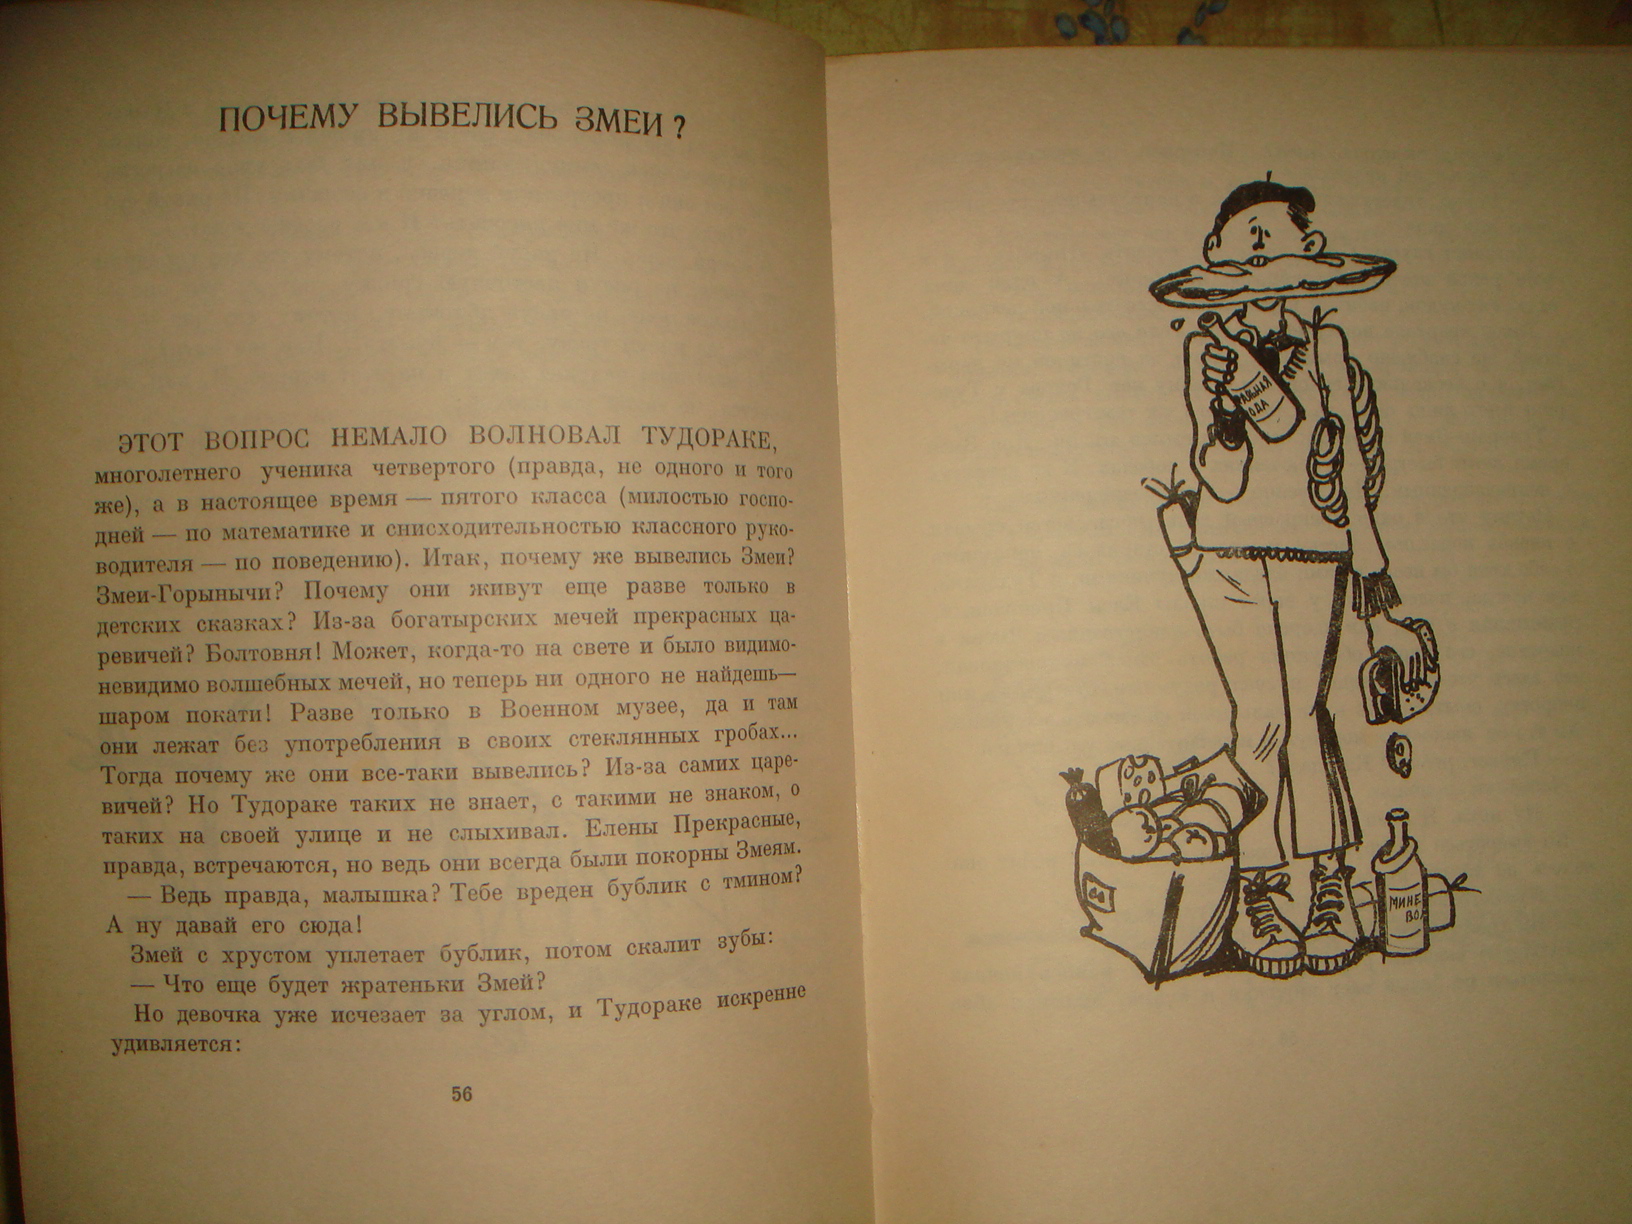 ПОЧЕМУ ВЫВЕЛИСЬ ЗМЕИ?
ЭТОТ ВОПРОС НЕМАЛО ВОЛНОВАЛ ТУДОРАКЕ,
многолетнего ученика четвертого (правда, не одного и того
же), а в настоящее время — пятого класса (милостью госпо-
дней — по математике и снисходительностью классного руко-
водителя — по поведению). Итак, почему же вывелись Змеи?
Змеи-Горынычи? Почему они живут еще разве только в
детских сказках? Из-за богатырских мечей прекрасных ца-
ревичей? Болтовня! Может, когда-то на свете и было видимо-
невидимо волшебных мечей, но теперь ни одного не найдешь—
шаром покати! Разве только в Военном музее, да и там
они лежат без употребления в своих стеклянных гробах...
Тогда почему же они все-таки вывелись? Из-за самих царе-
вичей? Но Тудораке таких не знает, с такими не знаком, о
таких на своей улице и не слыхивал. Елены Прекрасные,
правда, встречаются, но ведь они всегда были покорны Змеям.
— Ведь правда, малышка? Тебе вреден бублик с тмином?
А ну давай его сюда!
Змей с хрустом уплетает бублик, потом скалит зубы:
— Что еще будет жратеньки Змей?
Но девочка уже исчезает за углом, и Тудораке искренне
удивляется:
56
РАЛЬНАЯ
ОДА
МИНЕ
ВО